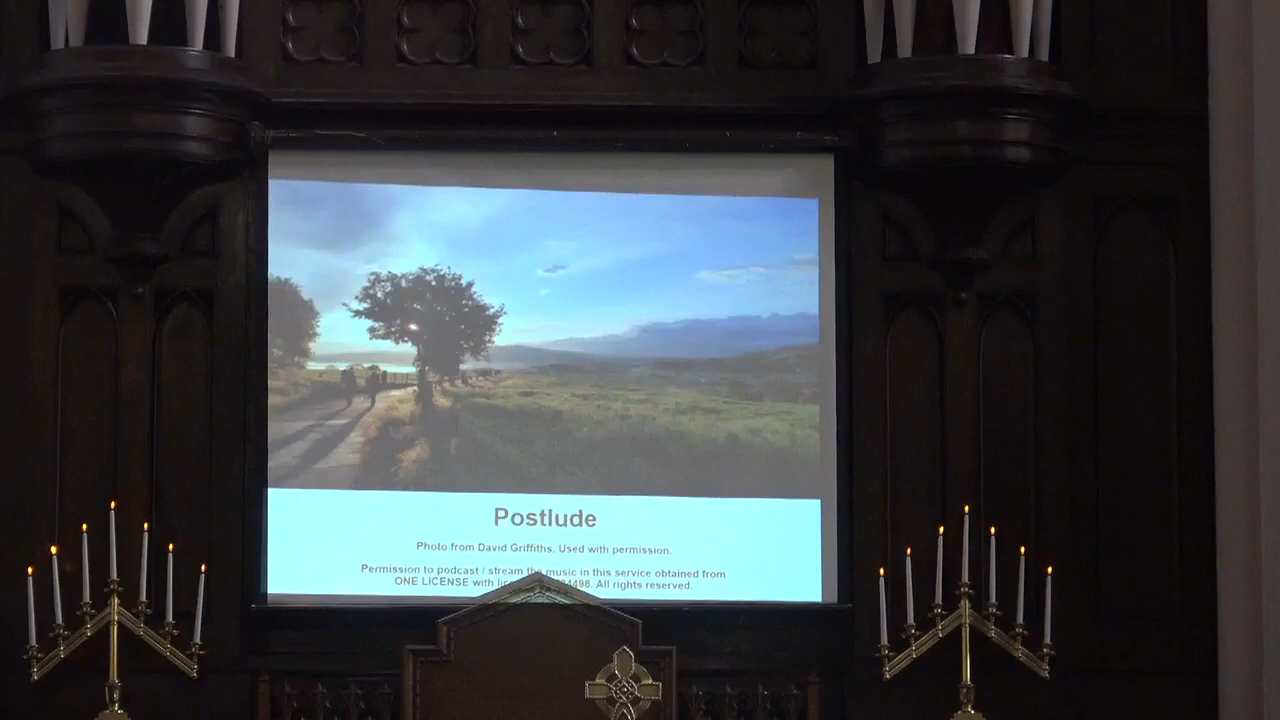 Postlude
Photo from David Griffiths. Used with permission.
Permission to podcast / stream the music in this service obtained from
ONE LICENSE with 4498. All rights reserved.